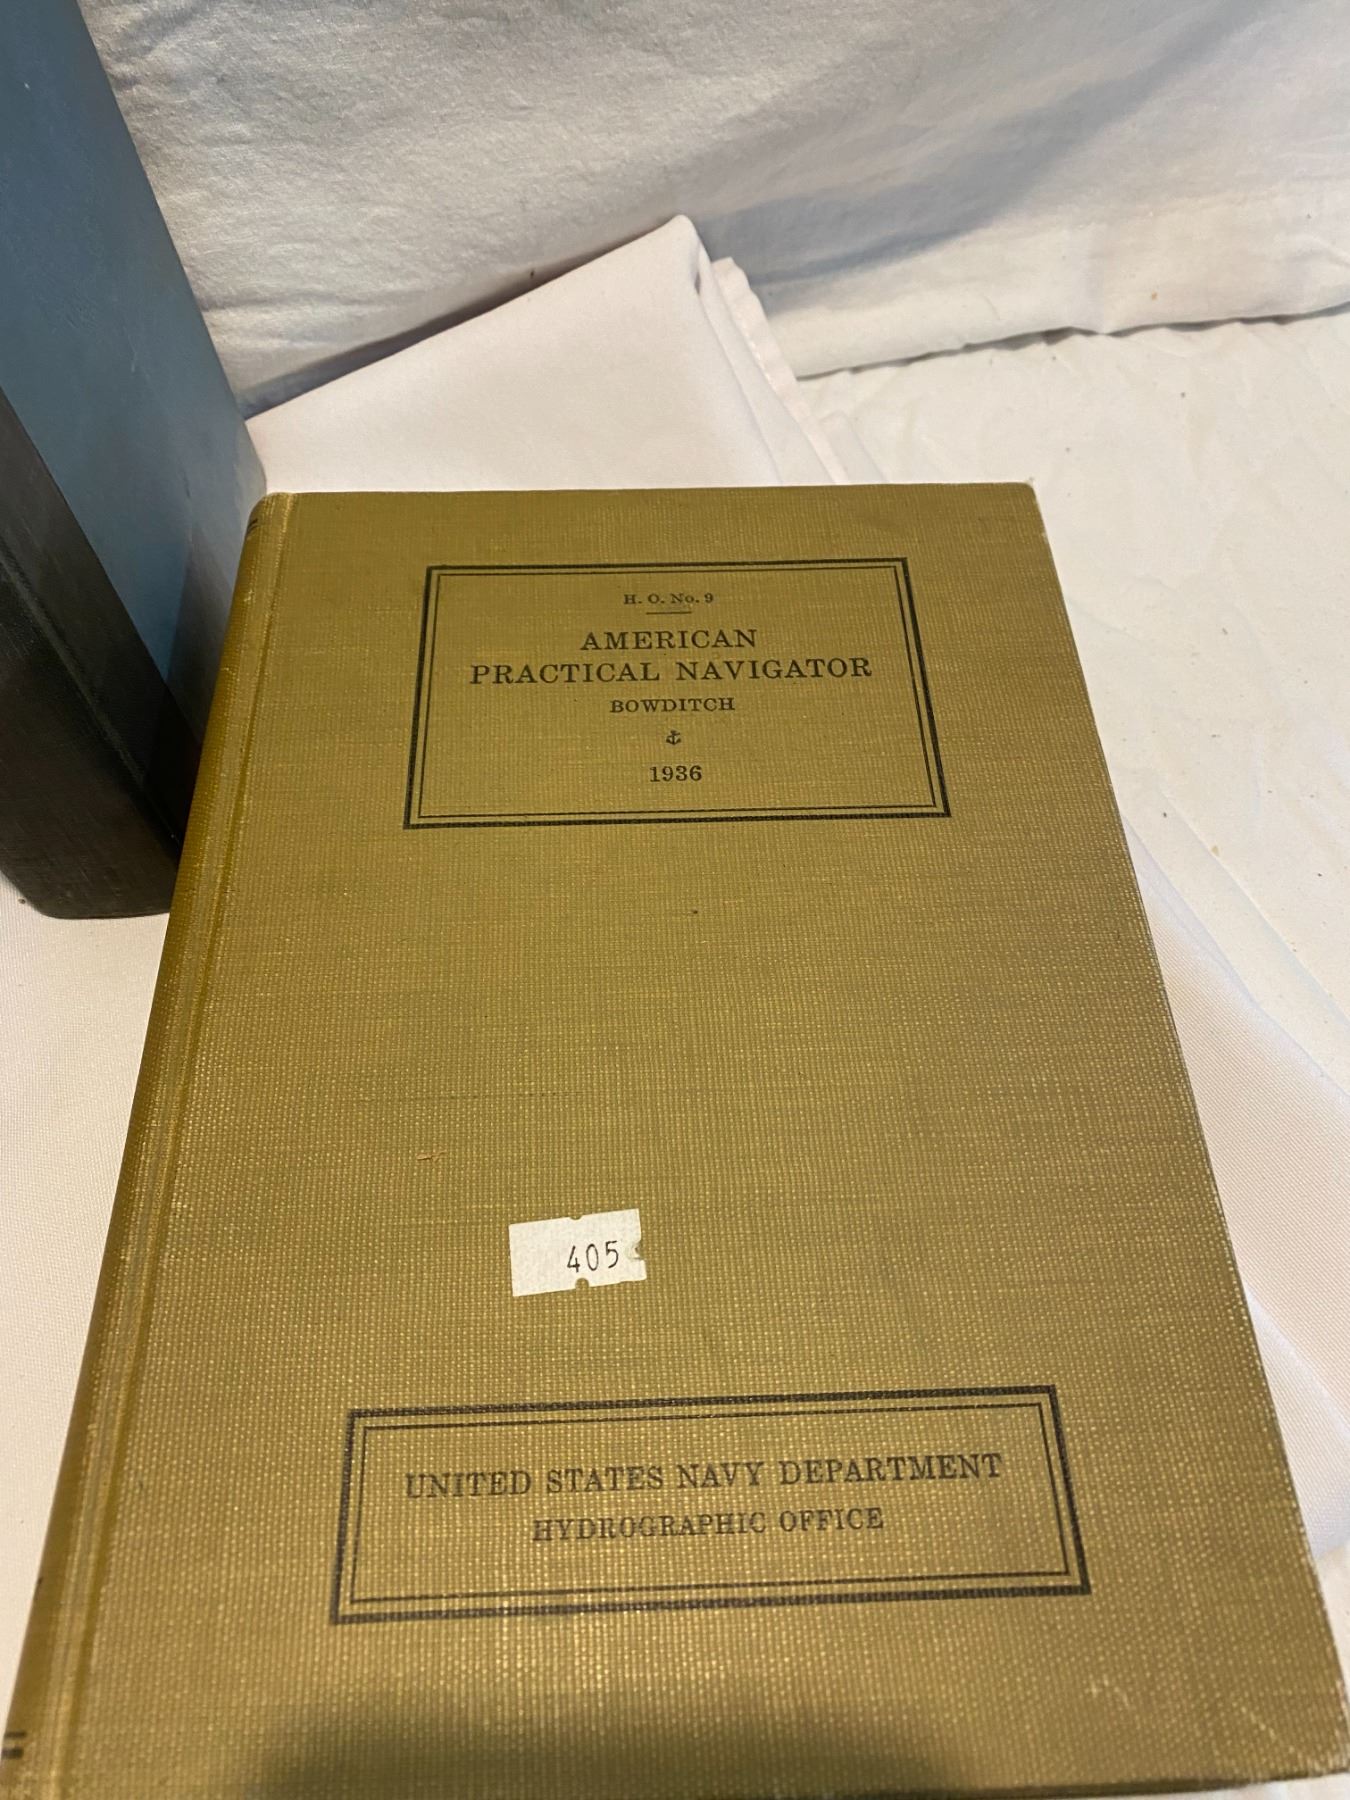 H. O. No. 9
AMERICAN
PRACTICAL NAVIGATOR
BOWDITCH
1936
405
UNITED STATES NAVY DEPARTMENT
HYDROGRAPHIC OFFICE